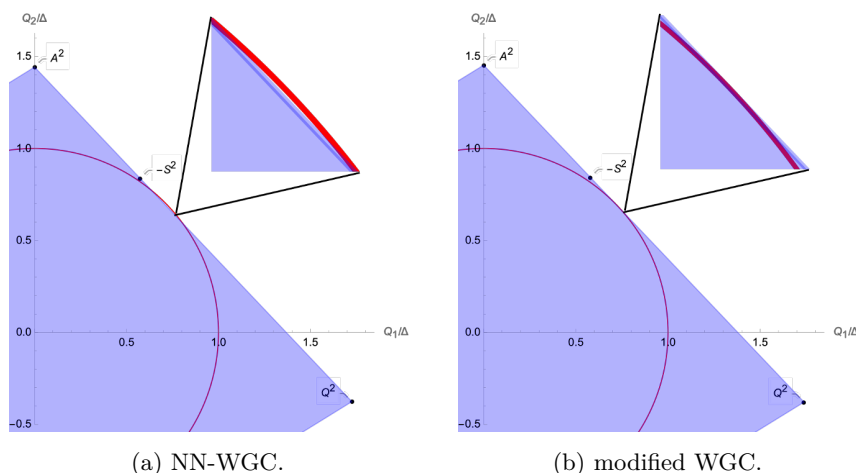 Q₂/Δ
1.5
A²
1.0
-S²
0.5
0.0
0.5
1.0
1.5
Q₁/Δ
Q²
-0.5
(a) NN-WGC.
Q₂/Δ
1.5
A²
1.0
-S²
0.5
0.0
0.5
1.0
1.5
Q₁/Δ
Q²
-0.5
(b) modified WGC.